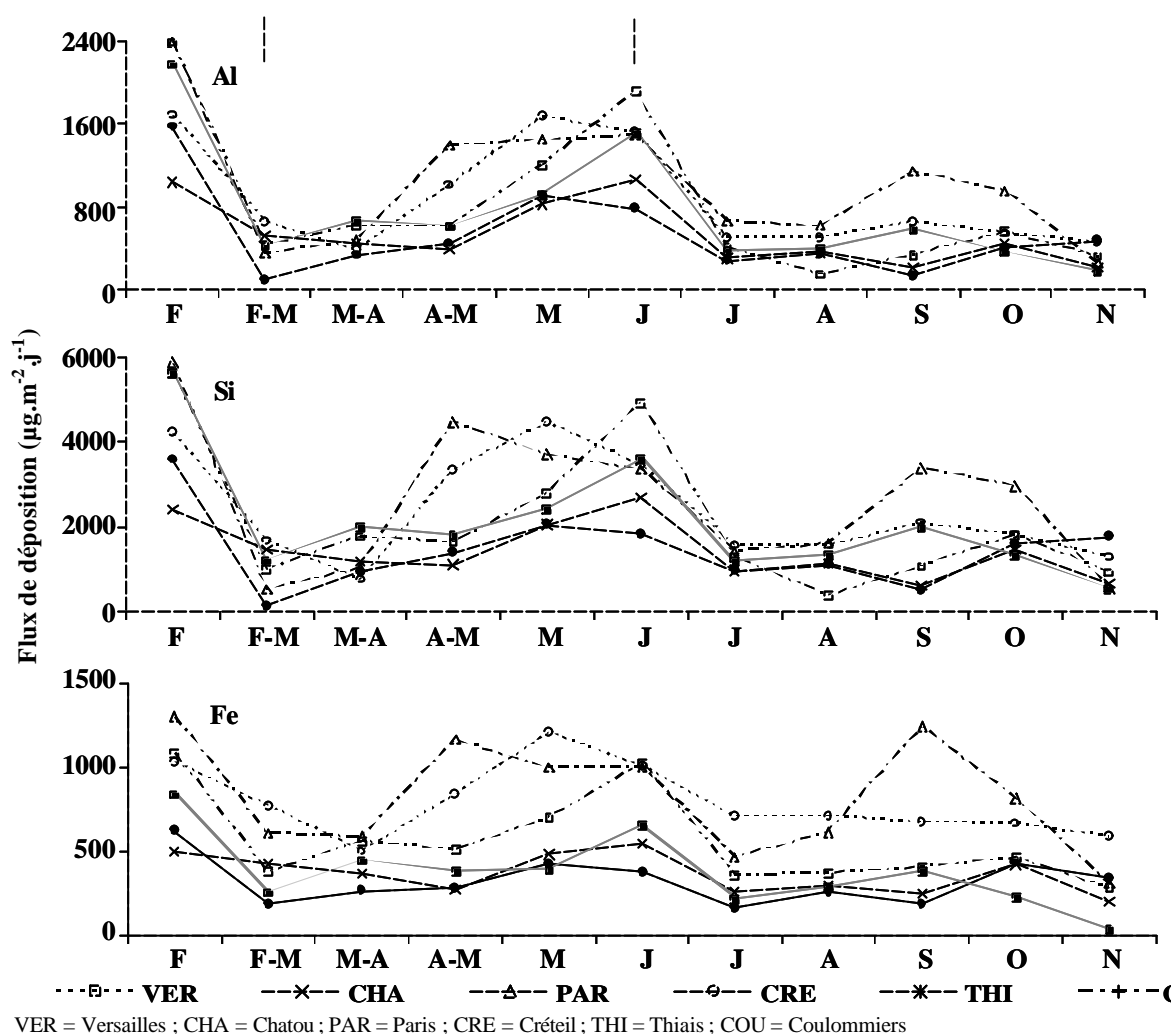 2400
Al
1600
800
0
F F-M M-A A-M M J J A S O N
Flux de déposition (µg.m⁻².j⁻¹)
6000
Si
4000
2000
0
F F-M M-A A-M M J J A S O N
1500
Fe
1000
500
0
F F-M M-A A-M M J J A S O N
VER CHA PAR CRE THI C
VER = Versailles ; CHA = Chatou ; PAR = Paris ; CRE = Créteil ; THI = Thiais ; COU = Coulommiers